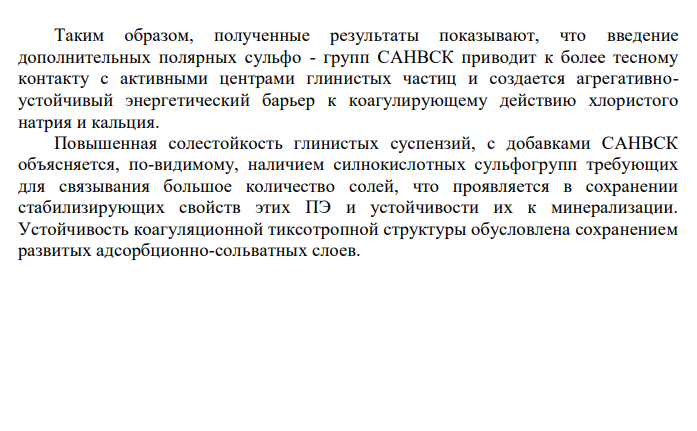 Таким образом, полученные результаты показывают, что введение
дополнительных полярных сульфо - групп САНВСК приводит к более тесному
контакту с активными центрами глинистых частиц и создается агрегативно-
устойчивый энергетический барьер к коагулирующему действию хлористого
натрия и кальция.
Повышенная солестойкость глинистых суспензий, с добавками САНВСК
объясняется, по-видимому, наличием силнокислотных сульфогрупп требующих
для связывания большое количество солей, что проявляется в сохранении
стабилизирующих свойств этих ПЭ и устойчивости их к минерализации.
Устойчивость коагуляционной тиксотропной структуры обусловлена сохранением
развитых адсорбционно-сольватных слоев.